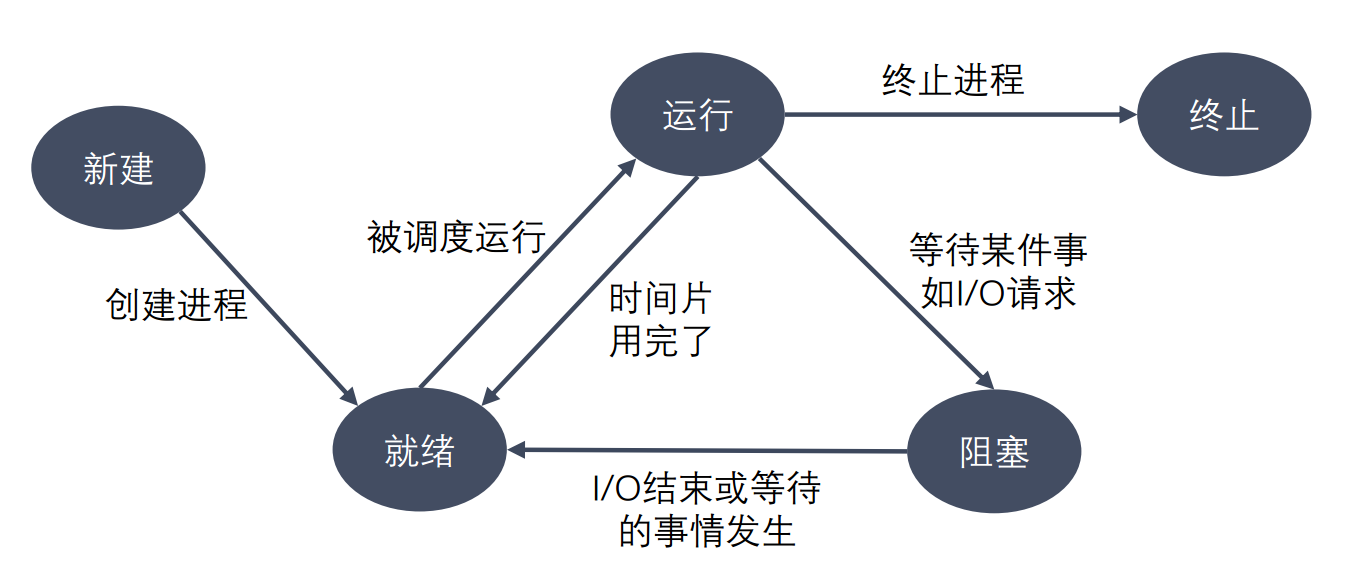 终止进程
运行
终止
新建
被调度运行
等待某件事
如I/O请求
创建进程
时间片
用完了
就绪
阻塞
I/O结束或等待
的事情发生